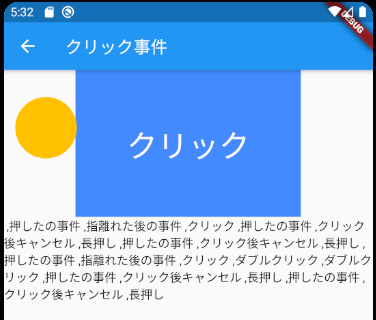 5:32
DEBUG
クリック事件
クリック
,押したの事件 ,指離れた後の事件 ,クリック ,押したの事件 ,クリック
後キャンセル ,長押し ,押したの事件 ,クリック後キャンセル ,長押し ,
押したの事件 ,指離れた後の事件 ,クリック ,ダブルクリック ,ダブルク
リック ,押したの事件 ,クリック後キャンセル ,長押し ,押したの事件 ,
クリック後キャンセル ,長押し